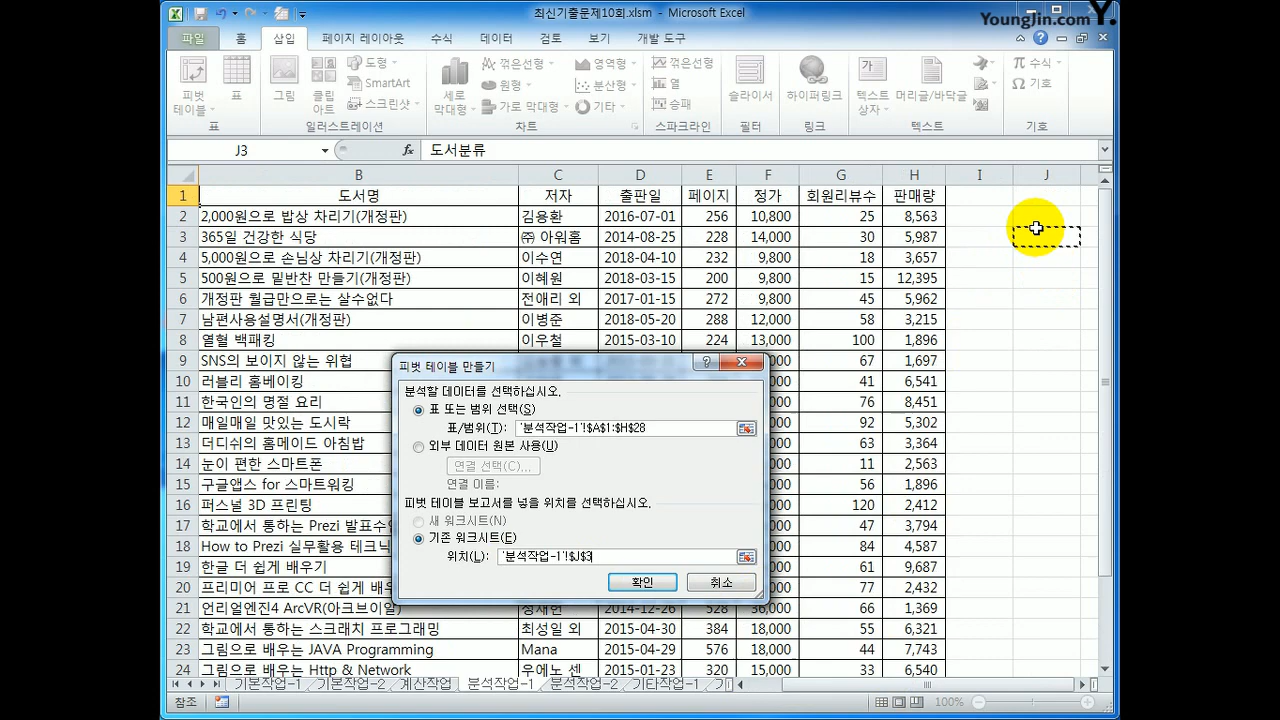 최신기출문제10회.xlsm - Microsoft Excel
YoungJin.com Y.
파일 홈 삽입 페이지 레이아웃 수식 데이터 검토 보기 개발 도구
피벗 테이블 표 그림 클립 아트 도형 SmartArt 스크린샷
세로 막대형 꺾은선형 원형 가로 막대형 영역형 분산형 기타
꺾은선형 열 승패 슬라이서 하이퍼링크 텍스트 상자 머리글/바닥글 π 수식 Ω 기호
표 일러스트레이션 차트 스파크라인 필터 링크 텍스트 기호
J3 fx 도서분류
B C D E F G H I J
1 도서명 저자 출판일 페이지 정가 회원리뷰수 판매량
2 2,000원으로 밥상 차리기(개정판) 김용환 2016-07-01 256 10,800 25 8,563
3 365일 건강한 식당 ㈜ 아워홈 2014-08-25 228 14,000 30 5,987
4 5,000원으로 손님상 차리기(개정판) 이수연 2018-04-10 232 9,800 18 3,657
5 500원으로 밑반찬 만들기(개정판) 이혜원 2018-03-15 200 9,800 15 12,395
6 개정판 월급만으로는 살수없다 전애리 외 2017-01-15 272 9,800 45 5,962
7 남편사용설명서(개정판) 이병준 2018-05-20 288 12,000 58 3,215
8 열혈 백패킹 이우철 2015-03-10 224 13,000 100 1,896
9 SNS의 보이지 않는 위협 67 1,697
10 러블리 홈베이킹 41 6,541
11 한국인의 명절 요리 76 8,451
12 매일매일 맛있는 도시락 92 5,302
13 더디쉬의 홈메이드 아침밥 63 3,364
14 눈이 편한 스마트폰 11 2,563
15 구글앱스 for 스마트워킹 56 1,896
16 퍼스널 3D 프린팅 120 2,412
17 학교에서 통하는 Prezi 발표수업 47 3,794
18 How to Prezi 실무활용 테크닉 84 4,587
19 한글 더 쉽게 배우기 61 9,687
20 프리미어 프로 CC 더 쉽게 배우 77 2,432
21 언리얼엔진4 ArcVR(아크브이알) 정재헌 2014-12-26 528 36,000 66 1,369
22 학교에서 통하는 스크래치 프로그래밍 최성일 외 2015-04-30 384 18,000 55 6,321
23 그림으로 배우는 JAVA Programming Mana 2015-04-29 576 18,000 44 7,743
24 그림으로 배우는 Http & Network 우에노 센 2015-01-23 320 15,000 33 6,540
피벗 테이블 만들기
분석할 데이터를 선택하십시오.
표 또는 범위 선택(S)
표/범위(T): '분석작업-1'!$A$1:$H$28
외부 데이터 원본 사용(U)
연결 선택(C)...
연결 이름:
피벗 테이블 보고서를 넣을 위치를 선택하십시오.
새 워크시트(N)
기존 워크시트(E)
위치(L): '분석작업-1'!$J$3
확인 취소
기본작업-1 기본작업-2 계산작업 분석작업-1 분석작업-2 기타작업-1
참조 100%